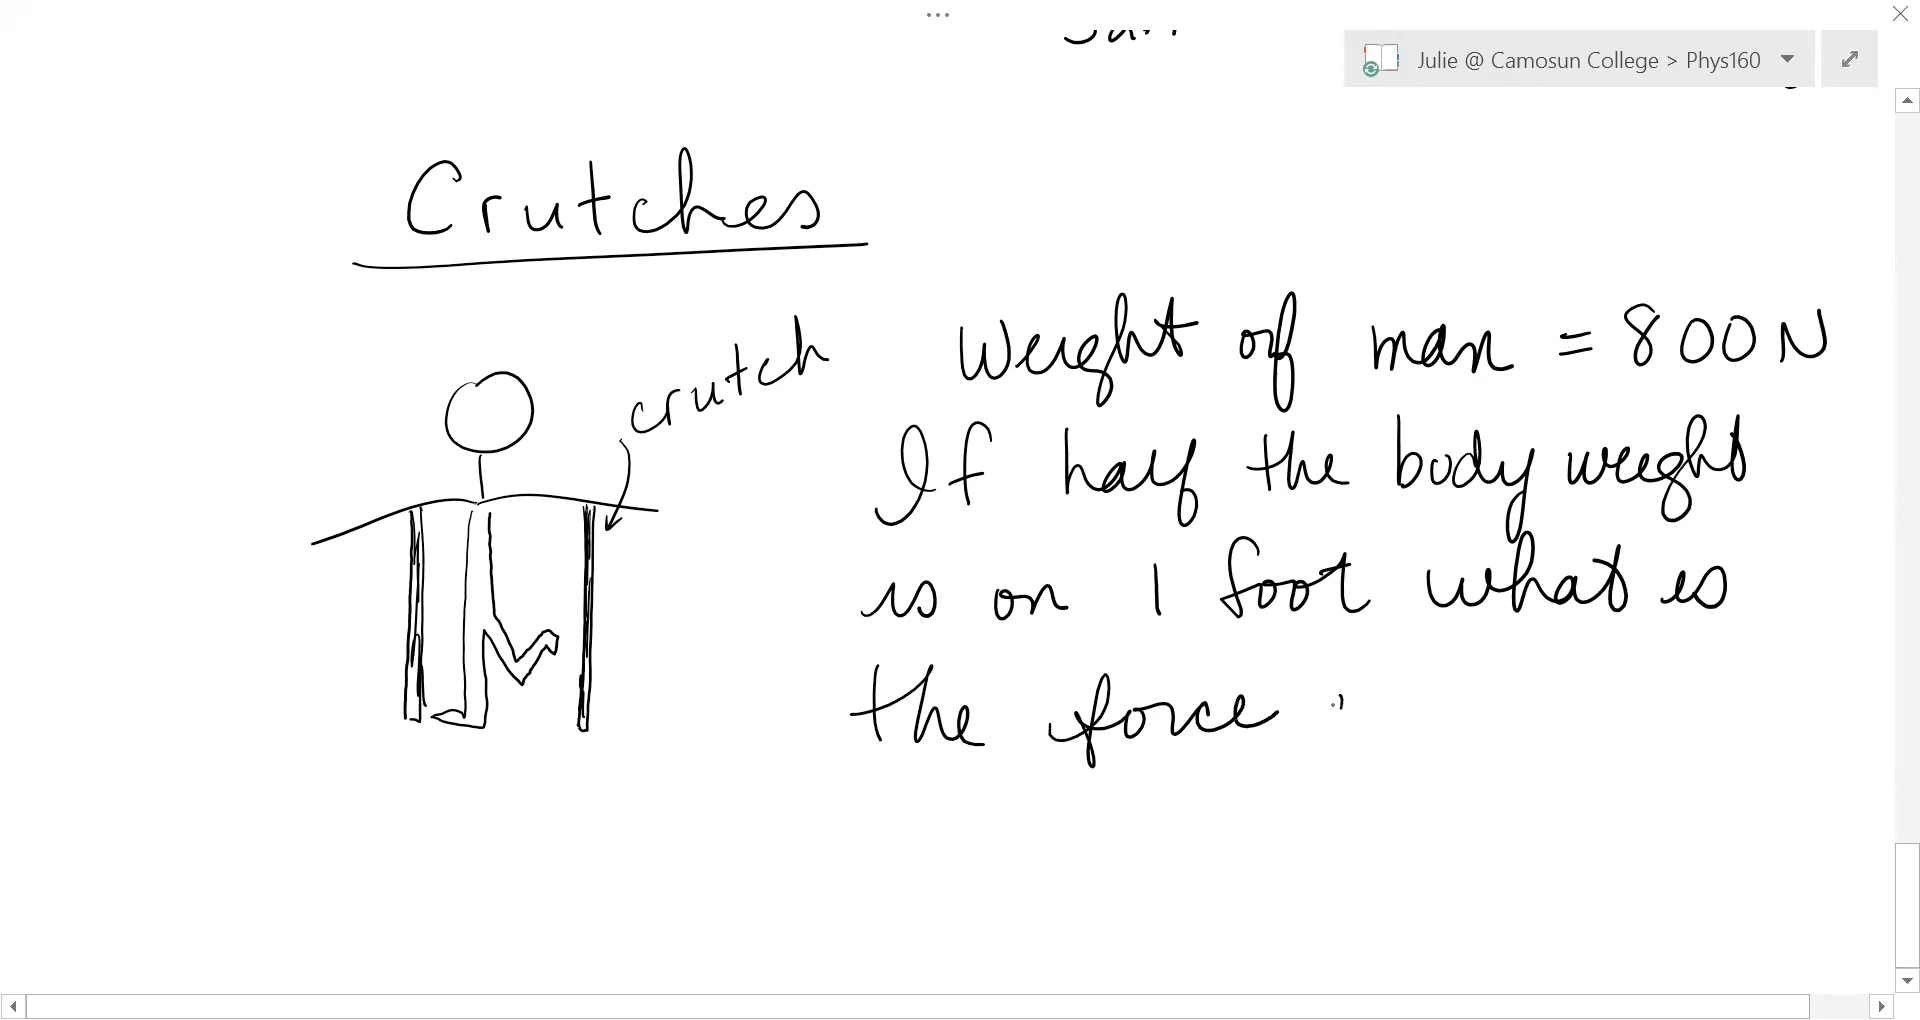 Julie @ Camosun College > Phys160
Crutches
crutch
Weight of man = 800 N
If half the body weight
is on 1 foot what is
the force